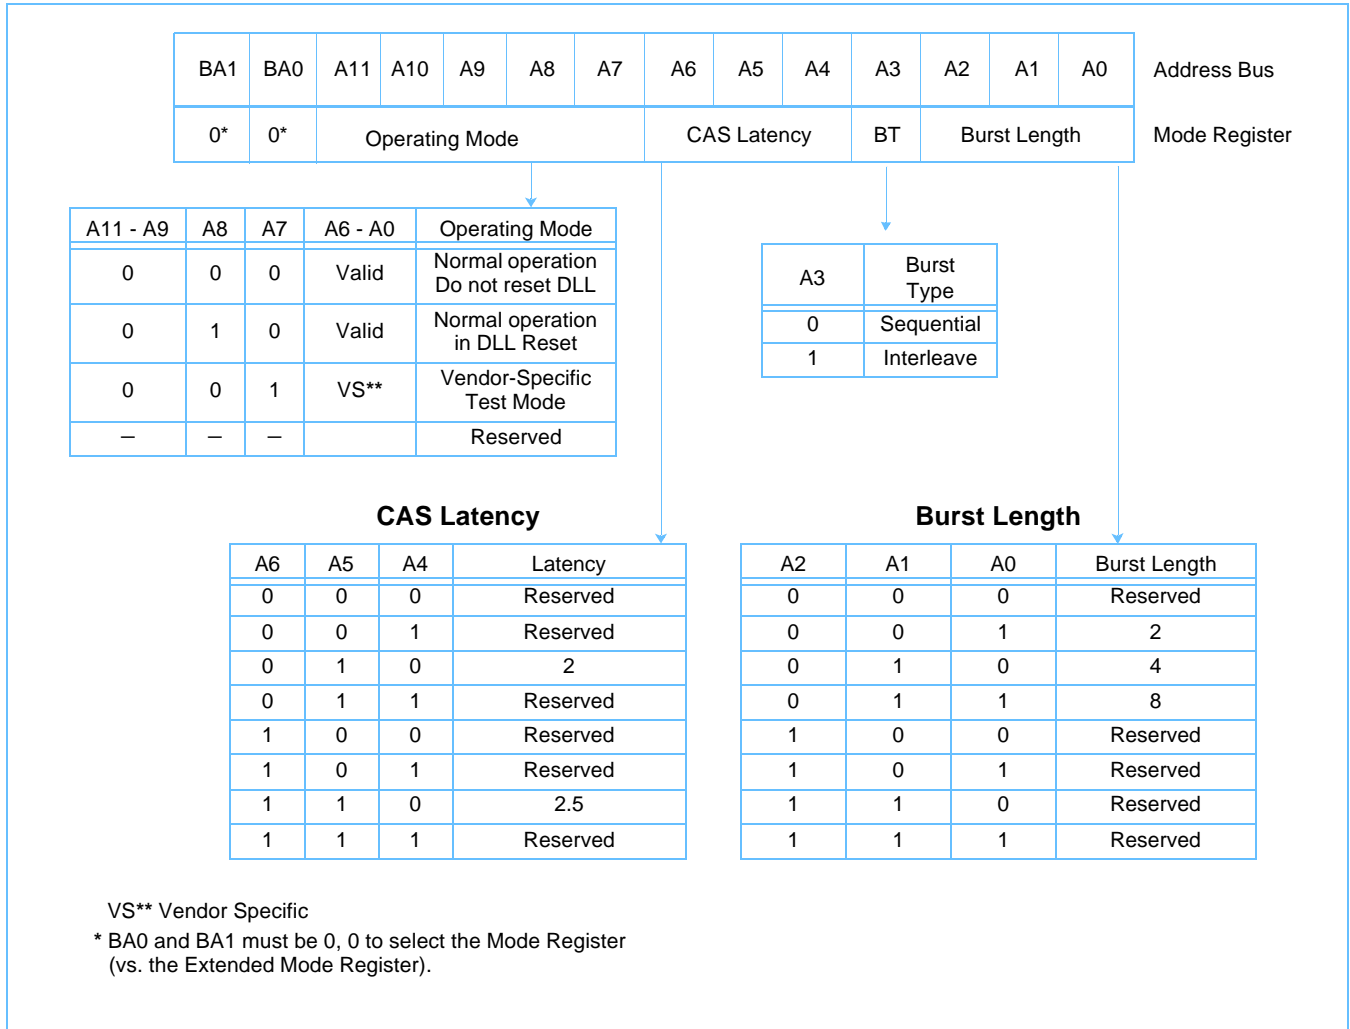 BA1 BA0 A11 A10 A9 A8 A7 A6 A5 A4 A3 A2 A1 A0 Address Bus
0* 0* Operating Mode CAS Latency BT Burst Length Mode Register
A11 - A9 A8 A7 A6 - A0 Operating Mode
0 0 0 Valid Normal operation
Do not reset DLL
0 1 0 Valid Normal operation
in DLL Reset
0 0 1 VS** Vendor-Specific
Test Mode
– – – Reserved
A3 Burst
Type
0 Sequential
1 Interleave
CAS Latency
A6 A5 A4 Latency
0 0 0 Reserved
0 0 1 Reserved
0 1 0 2
0 1 1 Reserved
1 0 0 Reserved
1 0 1 Reserved
1 1 0 2.5
1 1 1 Reserved
Burst Length
A2 A1 A0 Burst Length
0 0 0 Reserved
0 0 1 2
0 1 0 4
0 1 1 8
1 0 0 Reserved
1 0 1 Reserved
1 1 0 Reserved
1 1 1 Reserved
VS** Vendor Specific
* BA0 and BA1 must be 0, 0 to select the Mode Register
(vs. the Extended Mode Register).